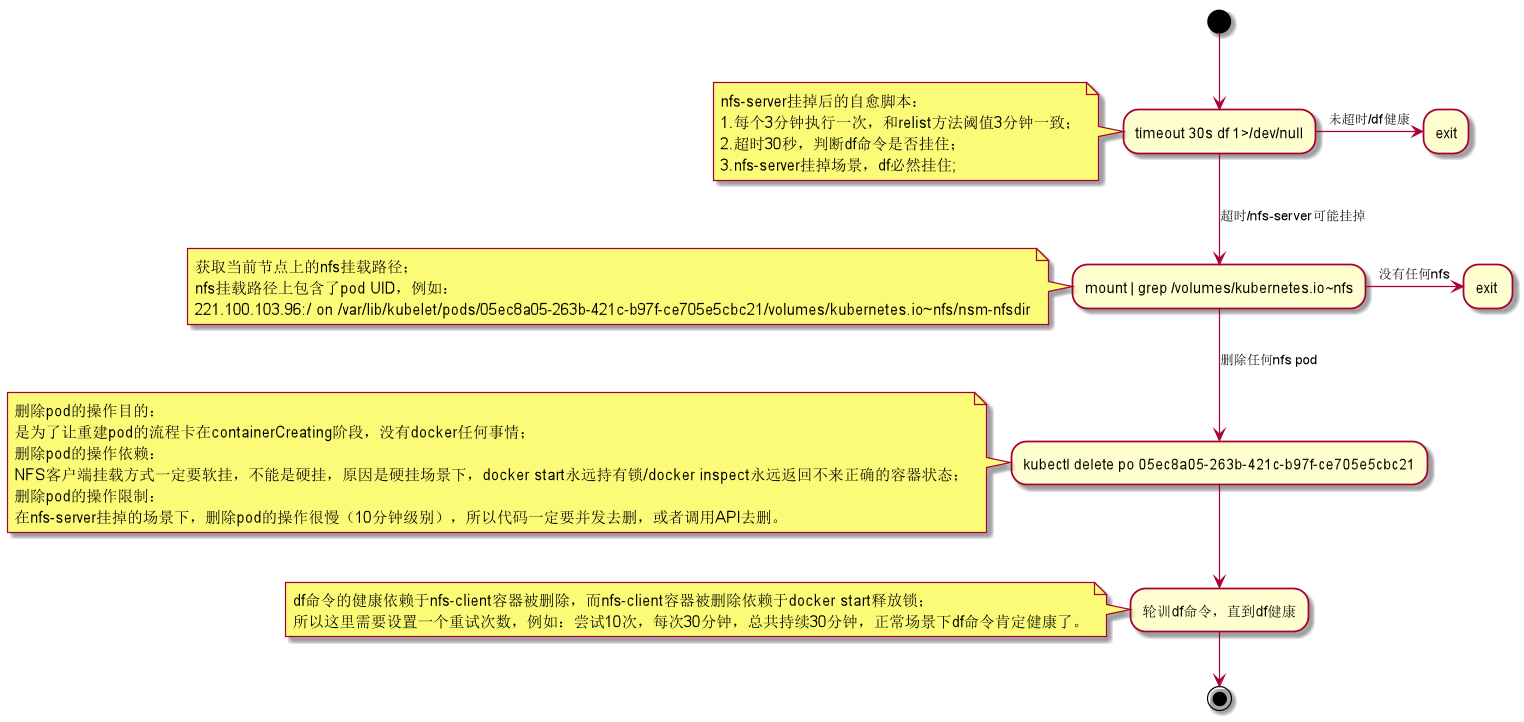 nfs-server挂掉后的自愈脚本：
1.每个3分钟执行一次，和relist方法阈值3分钟一致；
2.超时30秒，判断df命令是否挂住；
3.nfs-server挂掉场景，df必然挂住;
timeout 30s df 1>/dev/null
未超时/df健康
exit
超时/nfs-server可能挂掉
获取当前节点上的nfs挂载路径；
nfs挂载路径上包含了pod UID，例如：
221.100.103.96:/ on /var/lib/kubelet/pods/05ec8a05-263b-421c-b97f-ce705e5cbc21/volumes/kubernetes.io~nfs/nsm-nfsdir
mount | grep /volumes/kubernetes.io~nfs
没有任何nfs
exit
删除任何nfs pod
删除pod的操作目的：
是为了让重建pod的流程卡在containerCreating阶段，没有docker任何事情；
删除pod的操作依赖：
NFS客户端挂载方式一定要软挂，不能是硬挂，原因是硬挂场景下，docker start永远持有锁/docker inspect永远返回不来正确的容器状态；
删除pod的操作限制：
在nfs-server挂掉的场景下，删除pod的操作很慢（10分钟级别），所以代码一定要并发去删，或者调用API去删。
kubectl delete po 05ec8a05-263b-421c-b97f-ce705e5cbc21
df命令的健康依赖于nfs-client容器被删除，而nfs-client容器被删除依赖于docker start释放锁；
所以这里需要设置一个重试次数，例如：尝试10次，每次30分钟，总共持续30分钟，正常场景下df命令肯定健康了。
轮训df命令，直到df健康